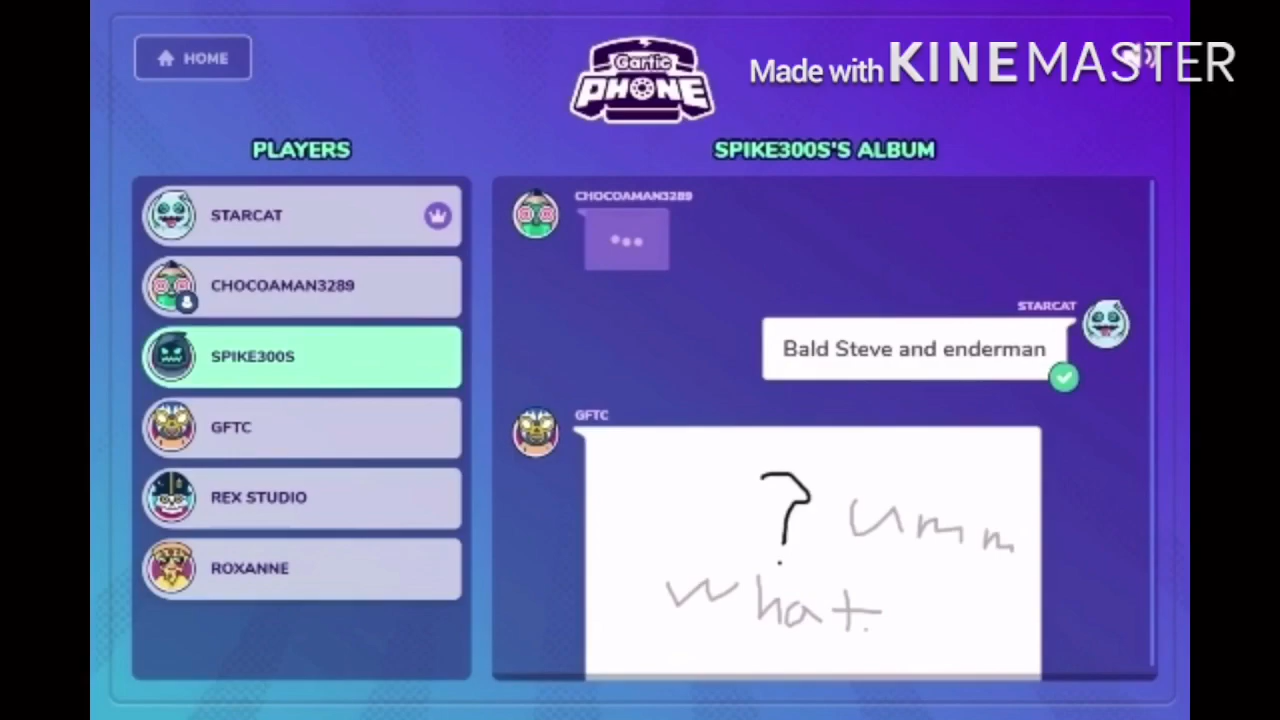 HOME
Gartic
PHONE
Made with KINEMASTER
PLAYERS
SPIKE300S'S ALBUM
STARCAT
CHOCOAMAN3289
SPIKE300S
GFTC
REX STUDIO
ROXANNE
CHOCOAMAN3289
•••
STARCAT
Bald Steve and enderman
GFTC
? umm
what.